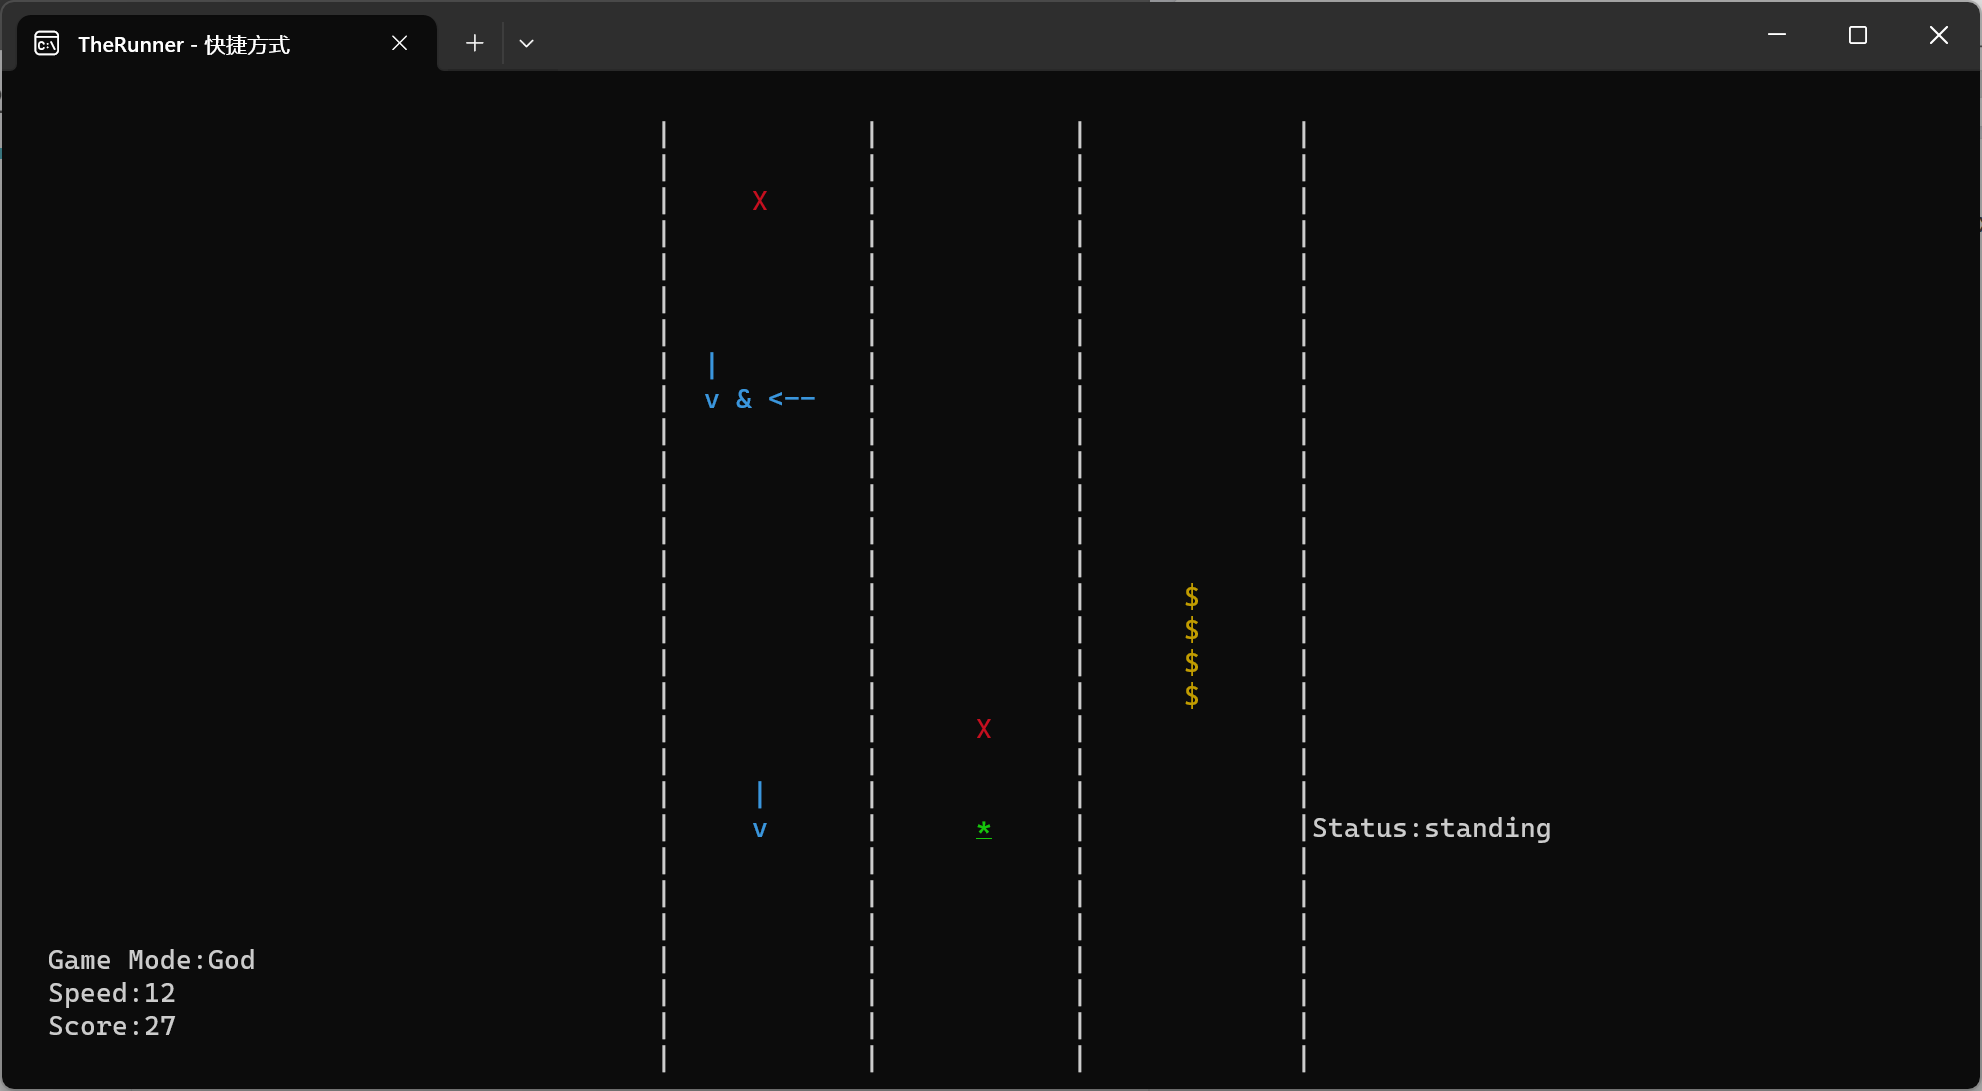 TheRunner - 快捷方式
X
|
v & <--
$
$
$
$
X
|
v
*
Status:standing
Game Mode:God
Speed:12
Score:27